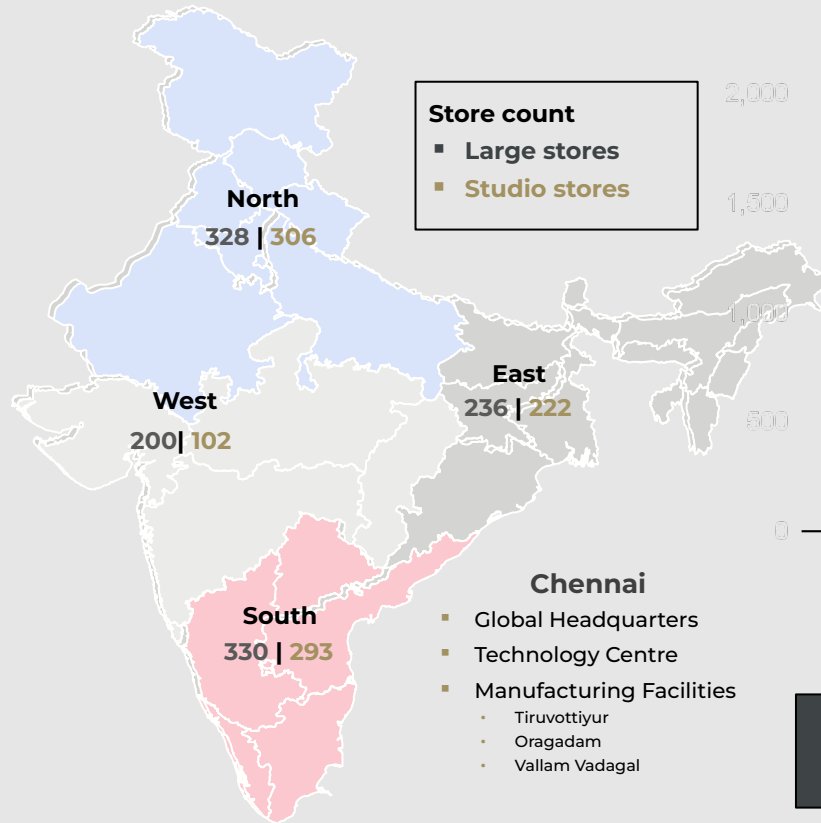 Store count
▪ Large stores
▪ Studio stores
2,000
1,500
1,000
500
0
North
328 | 306
East
236 | 222
West
200| 102
South
330 | 293
Chennai
▪ Global Headquarters
▪ Technology Centre
▪ Manufacturing Facilities
• Tiruvottiyur
• Oragadam
• Vallam Vadagal